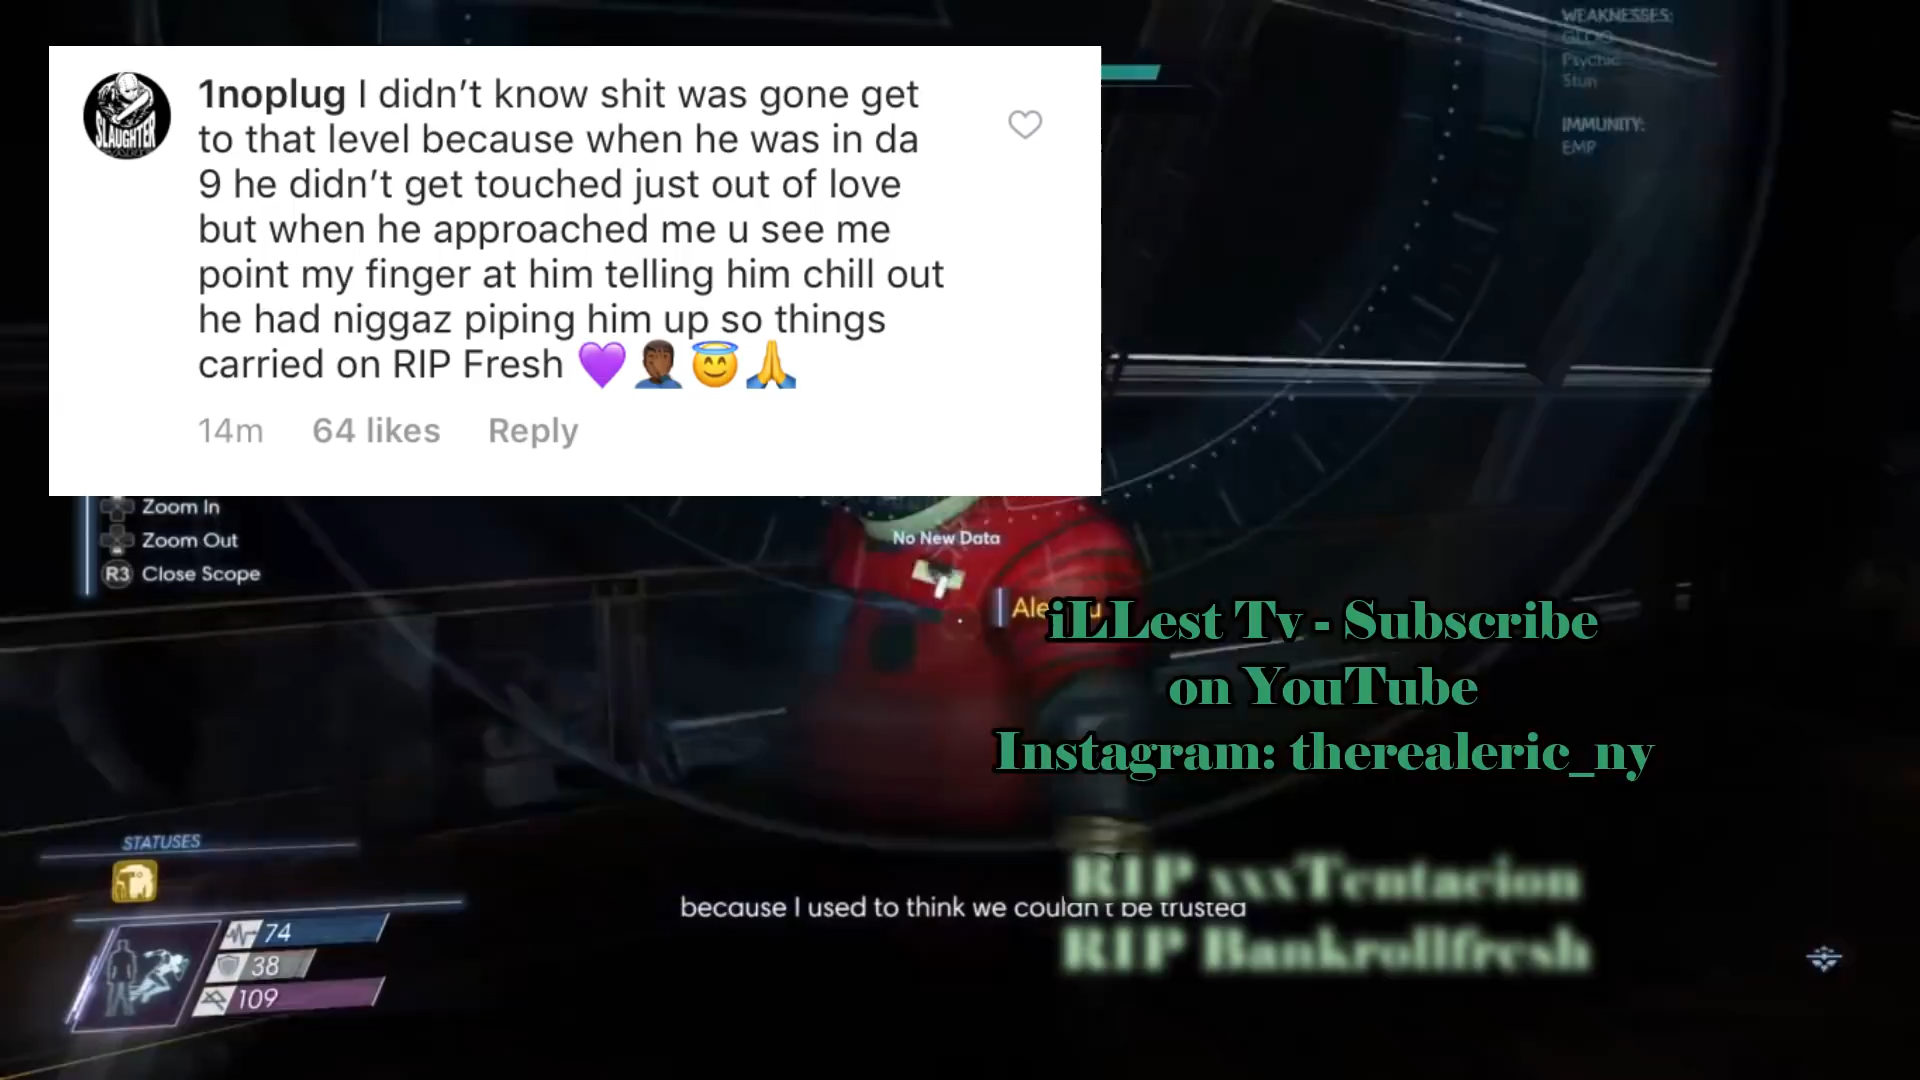 WEAKNESSES:
GLOO
Psychic
Stun
IMMUNITY:
EMP
SLAUGHTER
1noplug I didn’t know shit was gone get
to that level because when he was in da
9 he didn’t get touched just out of love
but when he approached me u see me
point my finger at him telling him chill out
he had niggaz piping him up so things
carried on RIP Fresh 💜🤦🏾‍♂️😇🙏
14m 64 likes Reply
Zoom In
Zoom Out
R3 Close Scope
No New Data
iLLest Tv - Subscribe
on YouTube
Instagram: therealeric_ny
STATUSES
74
38
109
because I used to think we couldn't be trusted
RIP xxxTentacion
RIP Bankrollfresh